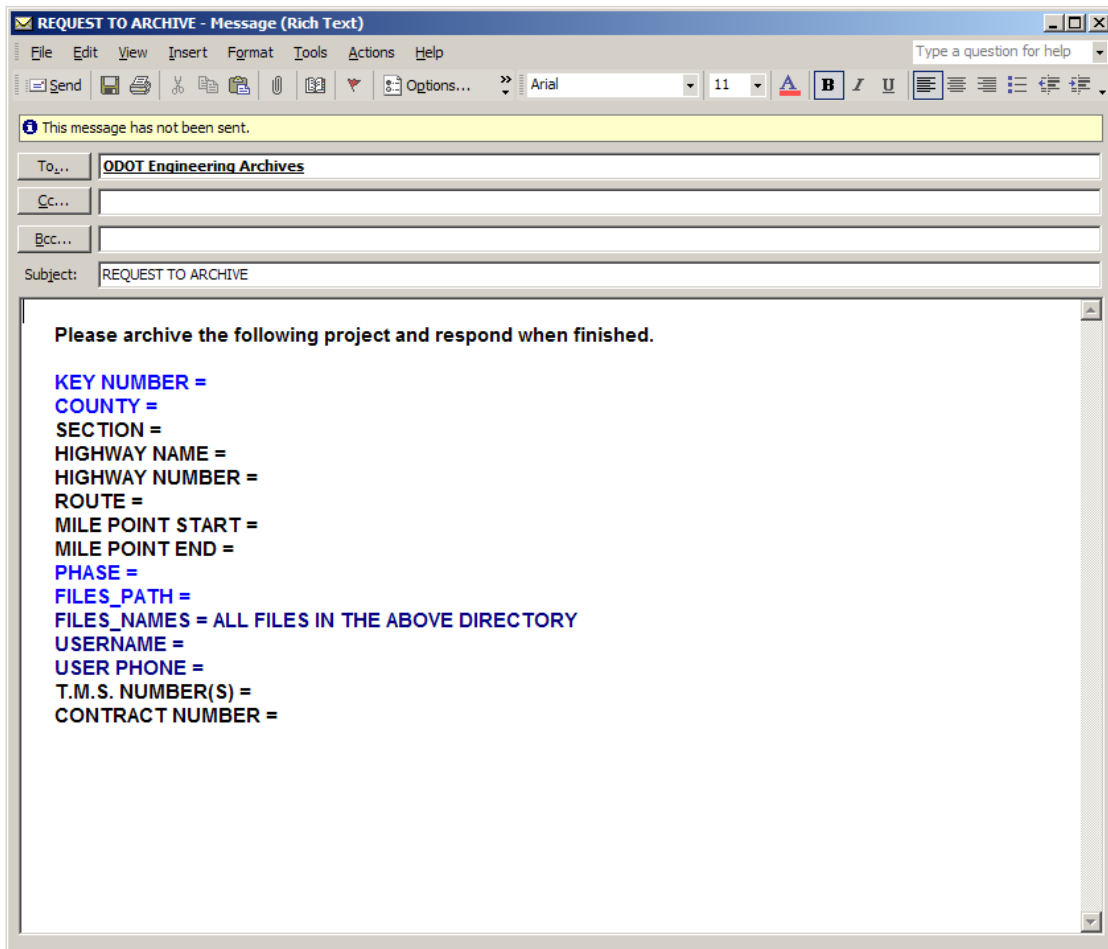 REQUEST TO ARCHIVE - Message (Rich Text)
File Edit View Insert Format Tools Actions Help Type a question for help
Send Options... » Arial 11 A B I U
This message has not been sent.
To... ODOT Engineering Archives
Cc...
Bcc...
Subject: REQUEST TO ARCHIVE
Please archive the following project and respond when finished.
KEY NUMBER =
COUNTY =
SECTION =
HIGHWAY NAME =
HIGHWAY NUMBER =
ROUTE =
MILE POINT START =
MILE POINT END =
PHASE =
FILES_PATH =
FILES_NAMES = ALL FILES IN THE ABOVE DIRECTORY
USERNAME =
USER PHONE =
T.M.S. NUMBER(S) =
CONTRACT NUMBER =